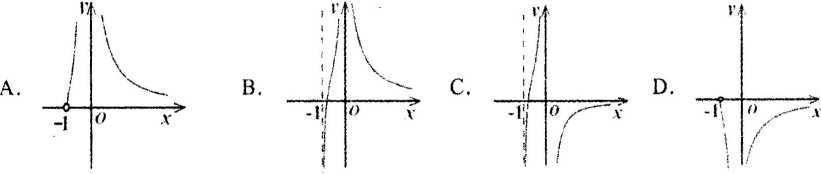 A. y -1 O x
B. y -1 O x
C. y -1 O x
D. y -1 O x